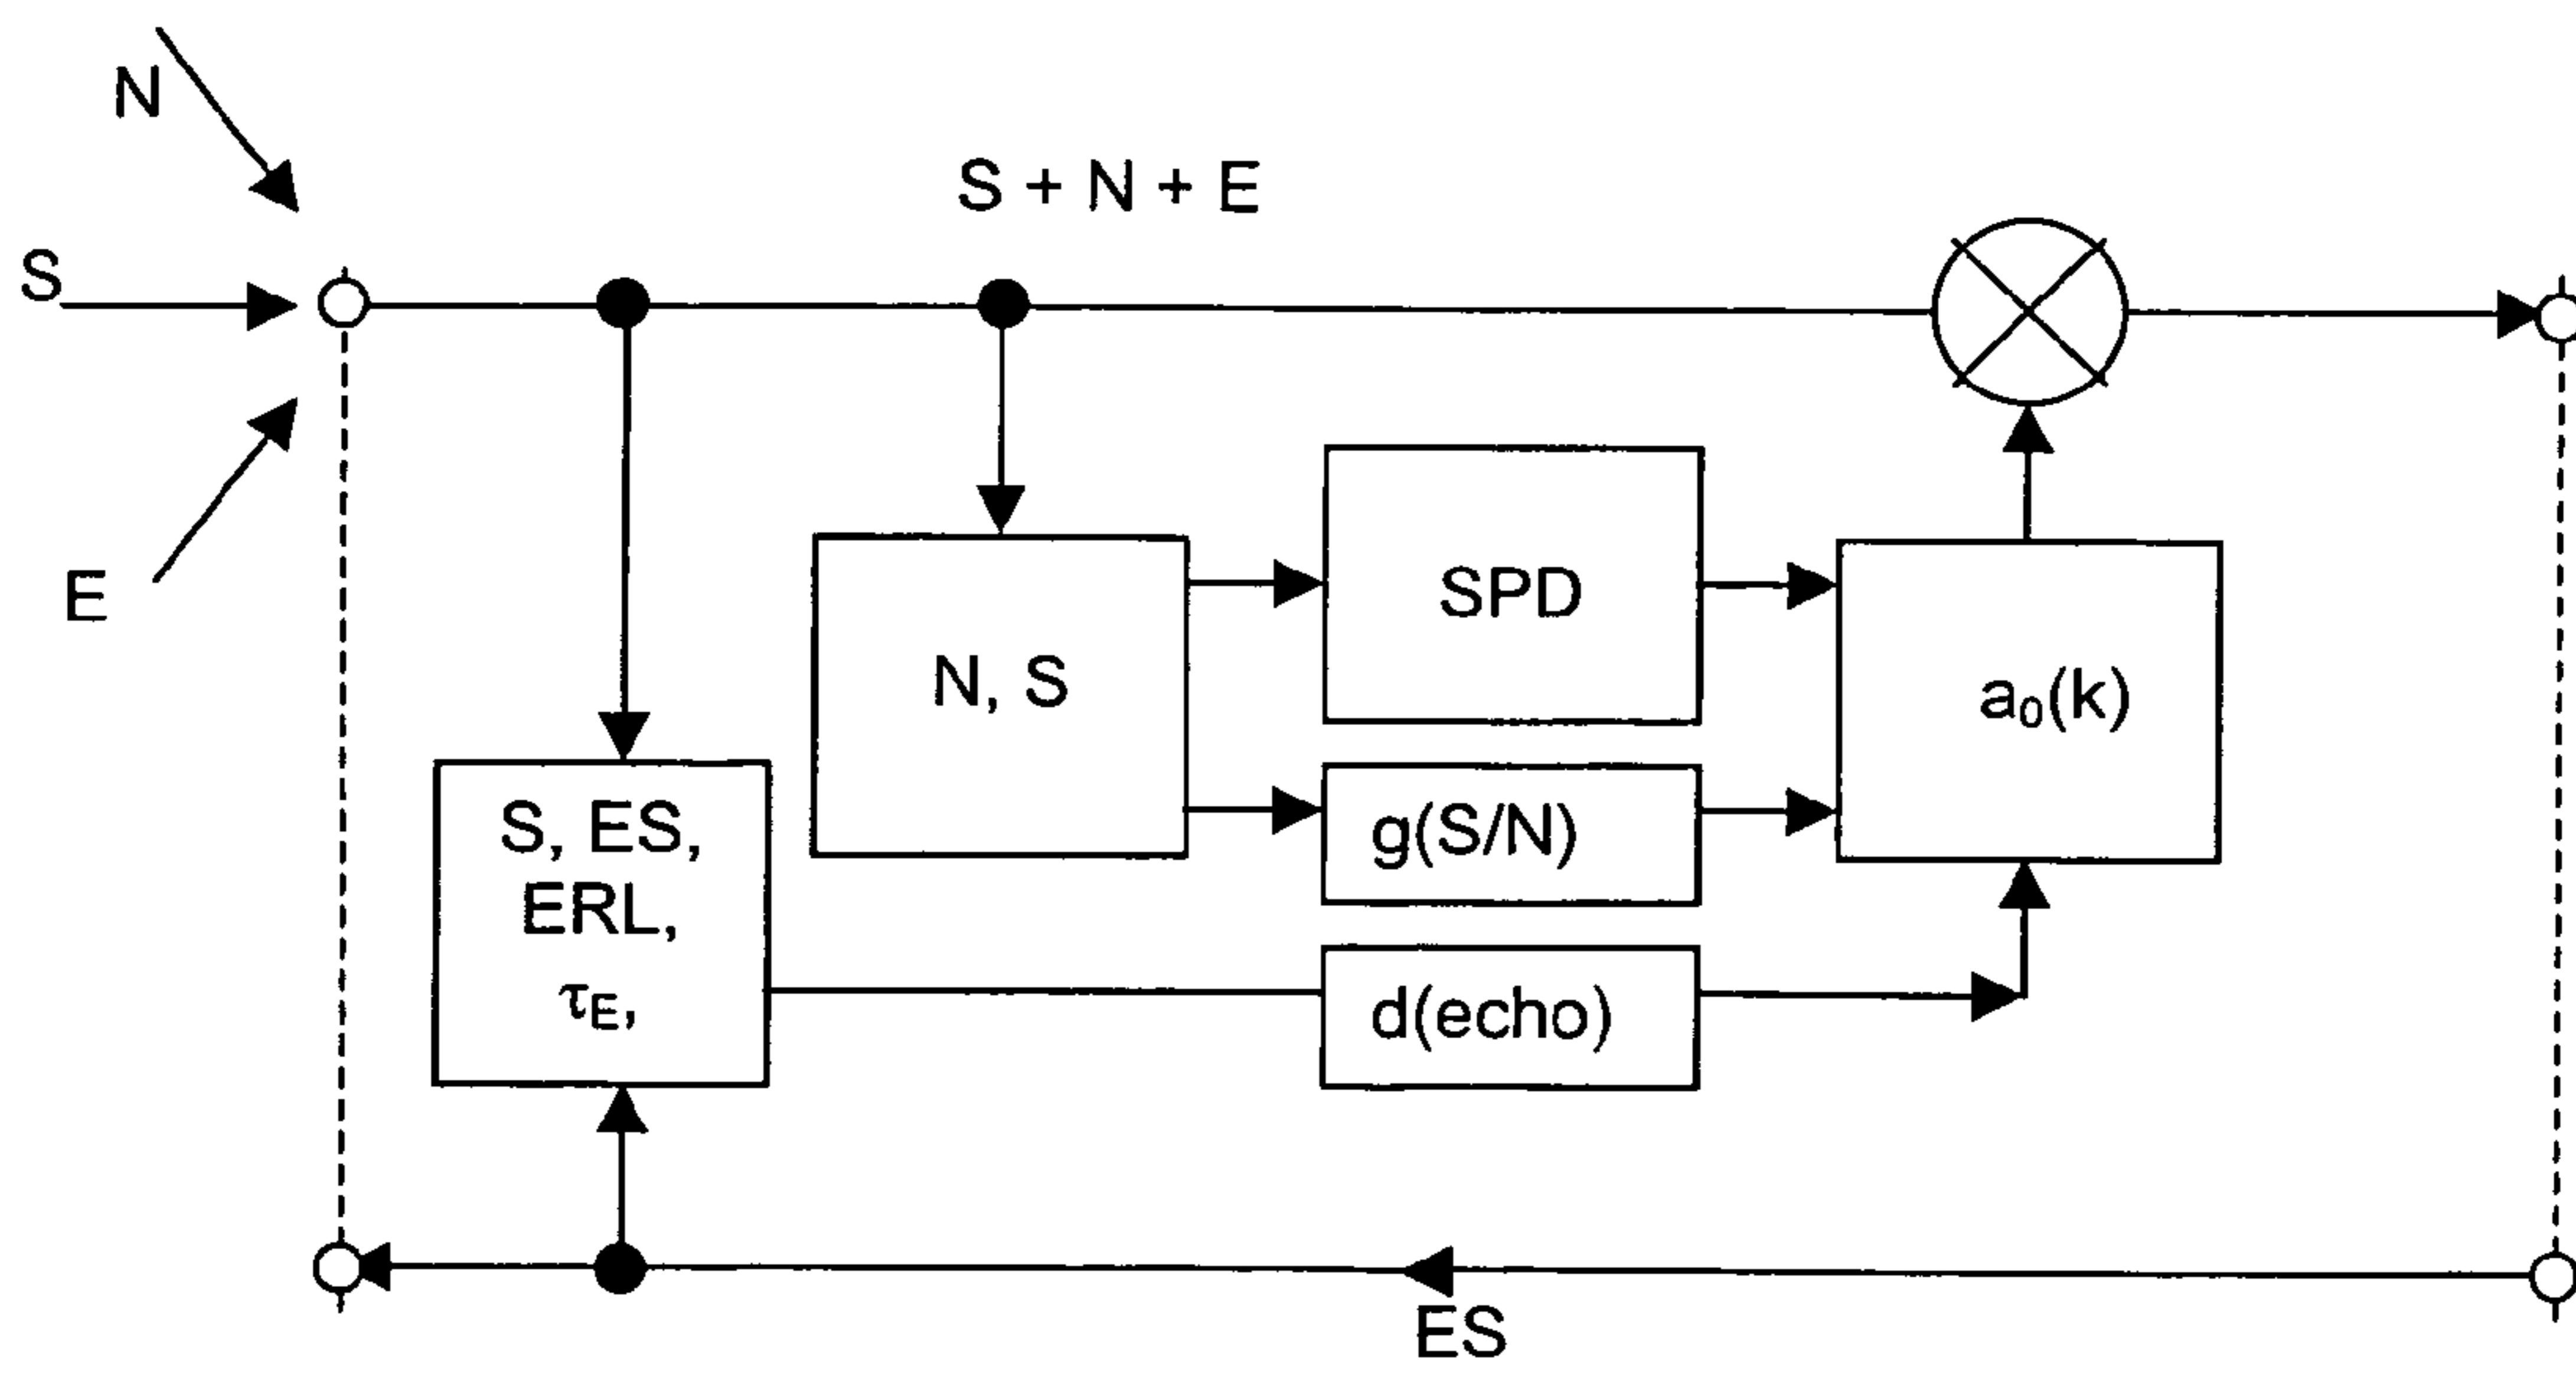 N
S + N + E
S
E
SPD
N, S
a₀(k)
S, ES,
ERL,
τE,
g(S/N)
d(echo)
ES